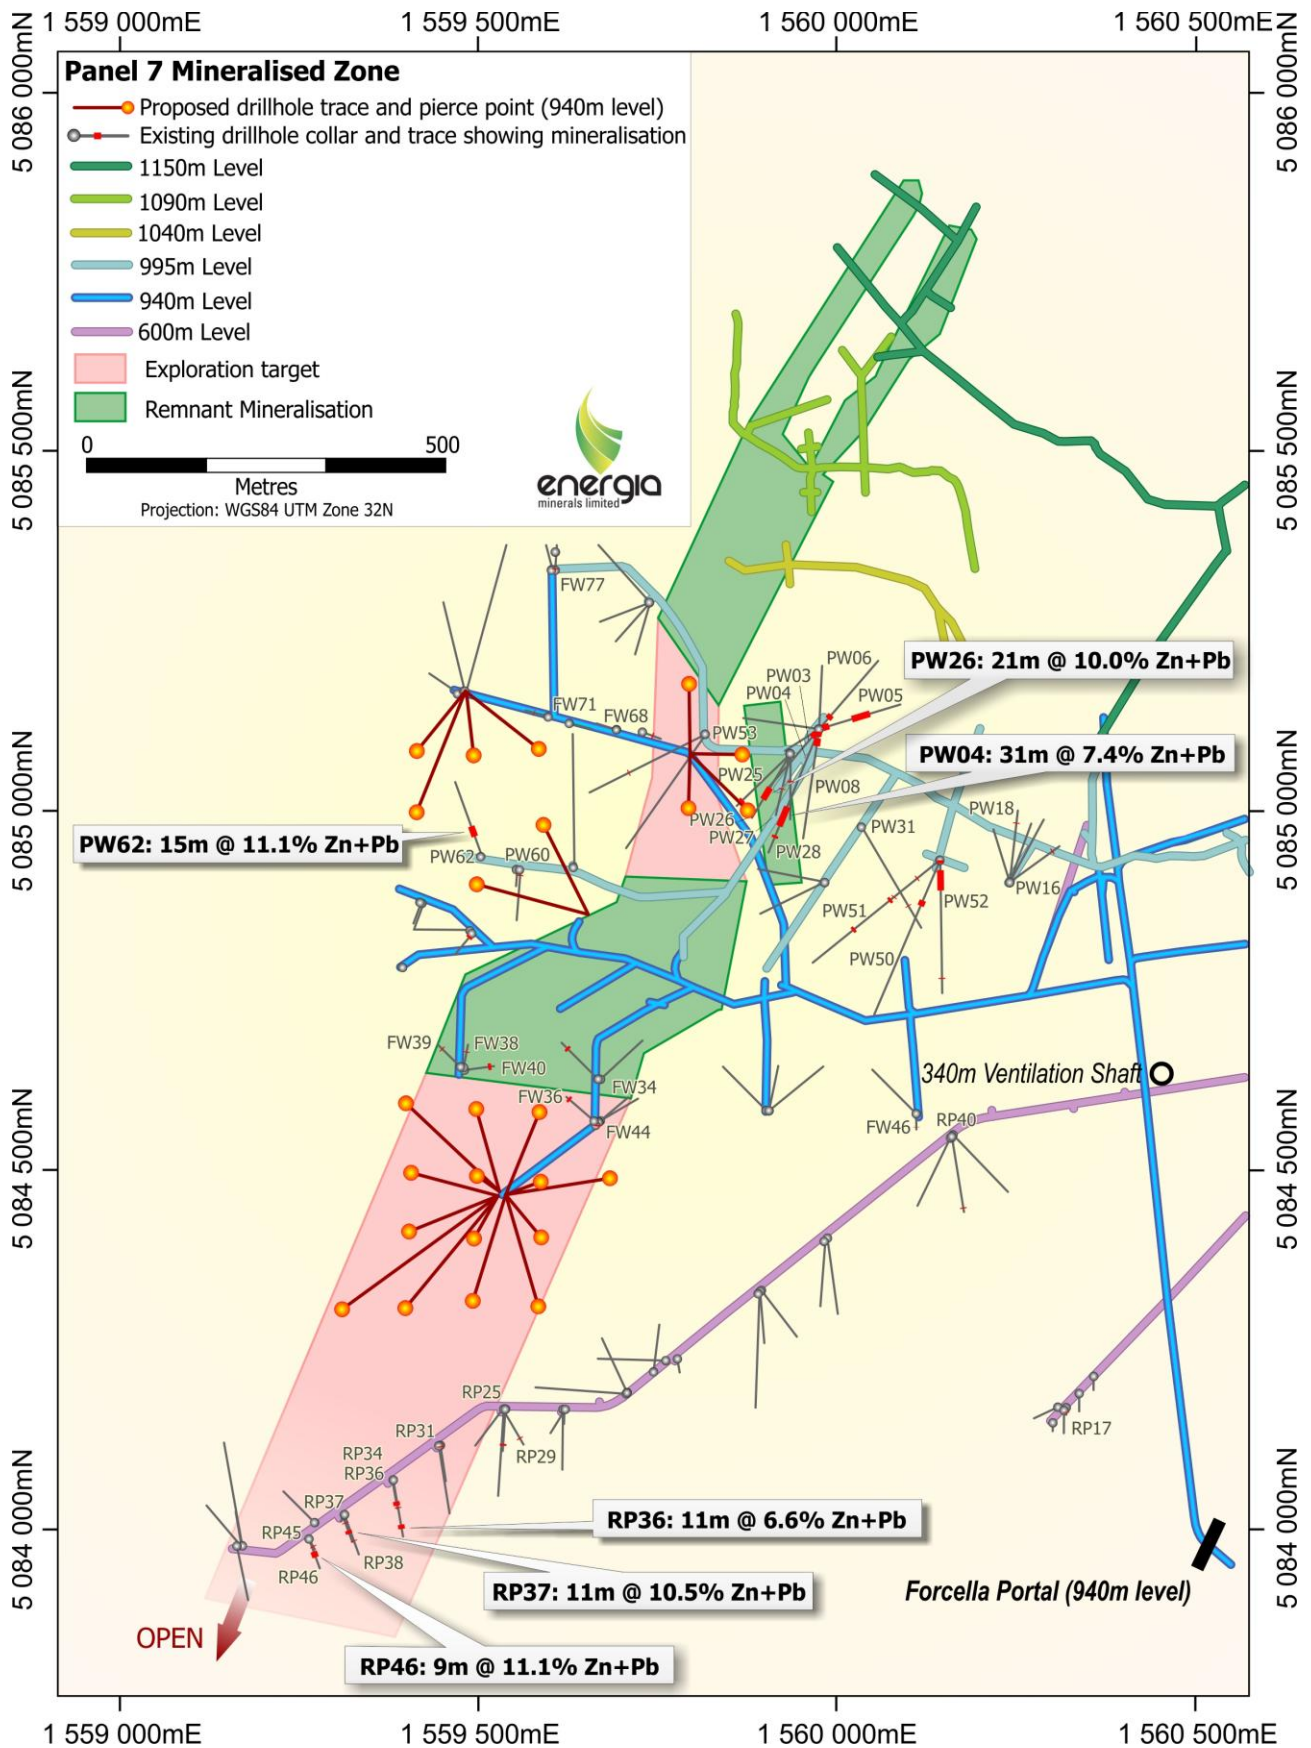 1 559 000mE
1 559 500mE
1 560 000mE
1 560 500mE
5 086 000mN
5 086 000mN
Panel 7 Mineralised Zone
Proposed drillhole trace and pierce point (940m level)
Existing drillhole collar and trace showing mineralisation
1150m Level
1090m Level
1040m Level
995m Level
940m Level
600m Level
Exploration target
Remnant Mineralisation
0
500
Metres
Projection: WGS84 UTM Zone 32N
energia
minerals limited
5 085 500mN
5 085 500mN
FW77
PW06
PW03
PW04
PW05
PW26: 21m @ 10.0% Zn+Pb
FW71
FW68
PW53
PW04: 31m @ 7.4% Zn+Pb
PW25
PW08
PW26
PW27
PW28
PW18
PW31
5 085 000mN
5 085 000mN
PW62: 15m @ 11.1% Zn+Pb
PW62
PW60
PW16
PW52
PW51
PW50
FW39
FW38
FW40
FW34
FW36
FW44
340m Ventilation Shaft
FW46
RP40
5 084 500mN
5 084 500mN
RP25
RP31
RP29
RP34
RP36
RP17
RP37
RP45
RP38
RP46
RP36: 11m @ 6.6% Zn+Pb
RP37: 11m @ 10.5% Zn+Pb
RP46: 9m @ 11.1% Zn+Pb
Forcella Portal (940m level)
OPEN
5 084 000mN
5 084 000mN
1 559 000mE
1 559 500mE
1 560 000mE
1 560 500mE